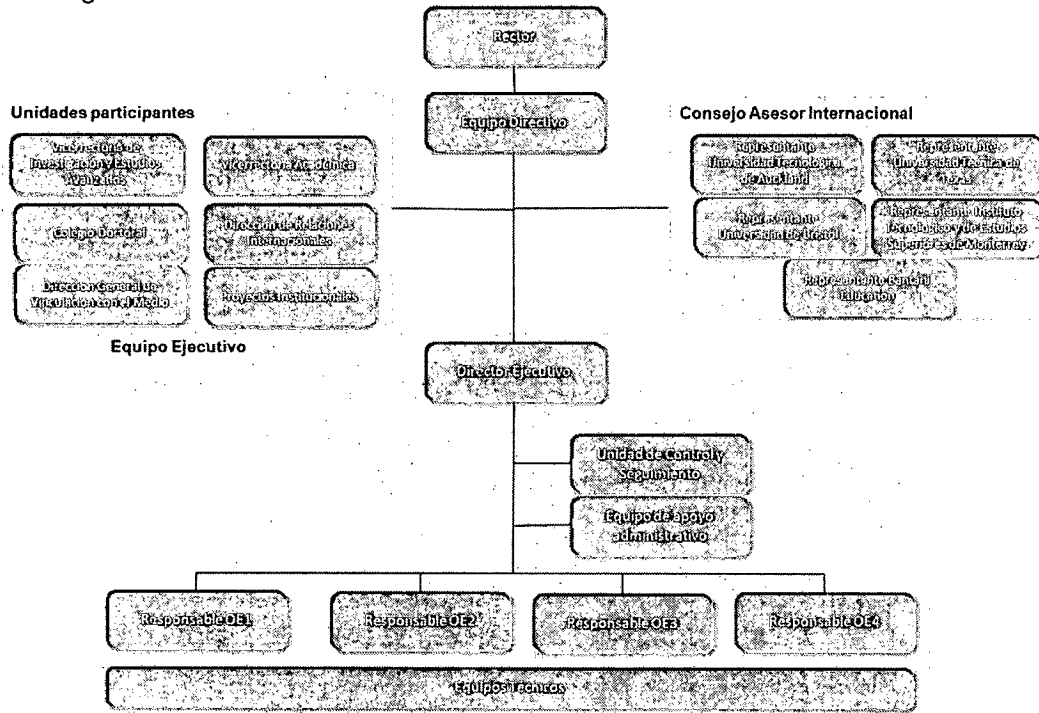 Rector
Equipo Directivo
Unidades participantes
Vicerrectoría de
Investigación y Estudios
Avanzados
Vicerrectoría Académica
Colegio Doctoral
Dirección de Relaciones
Internacionales
Dirección General de
Vinculación con el Medio
Proyectos Institucionales
Equipo Ejecutivo
Consejo Asesor Internacional
Representante
Universidad Tecnológica
de Auckland
Representante
Universidad Técnica de
Texas
Representante
Universidad de Bristol
Representante Instituto
Tecnológico y de Estudios
Superiores de Monterrey
Representante
Education
Director Ejecutivo
Unidad de Control y
Seguimiento
Equipo de apoyo
administrativo
Responsable OE1
Responsable OE2
Responsable OE3
Responsable OE4
Equipos Técnicos